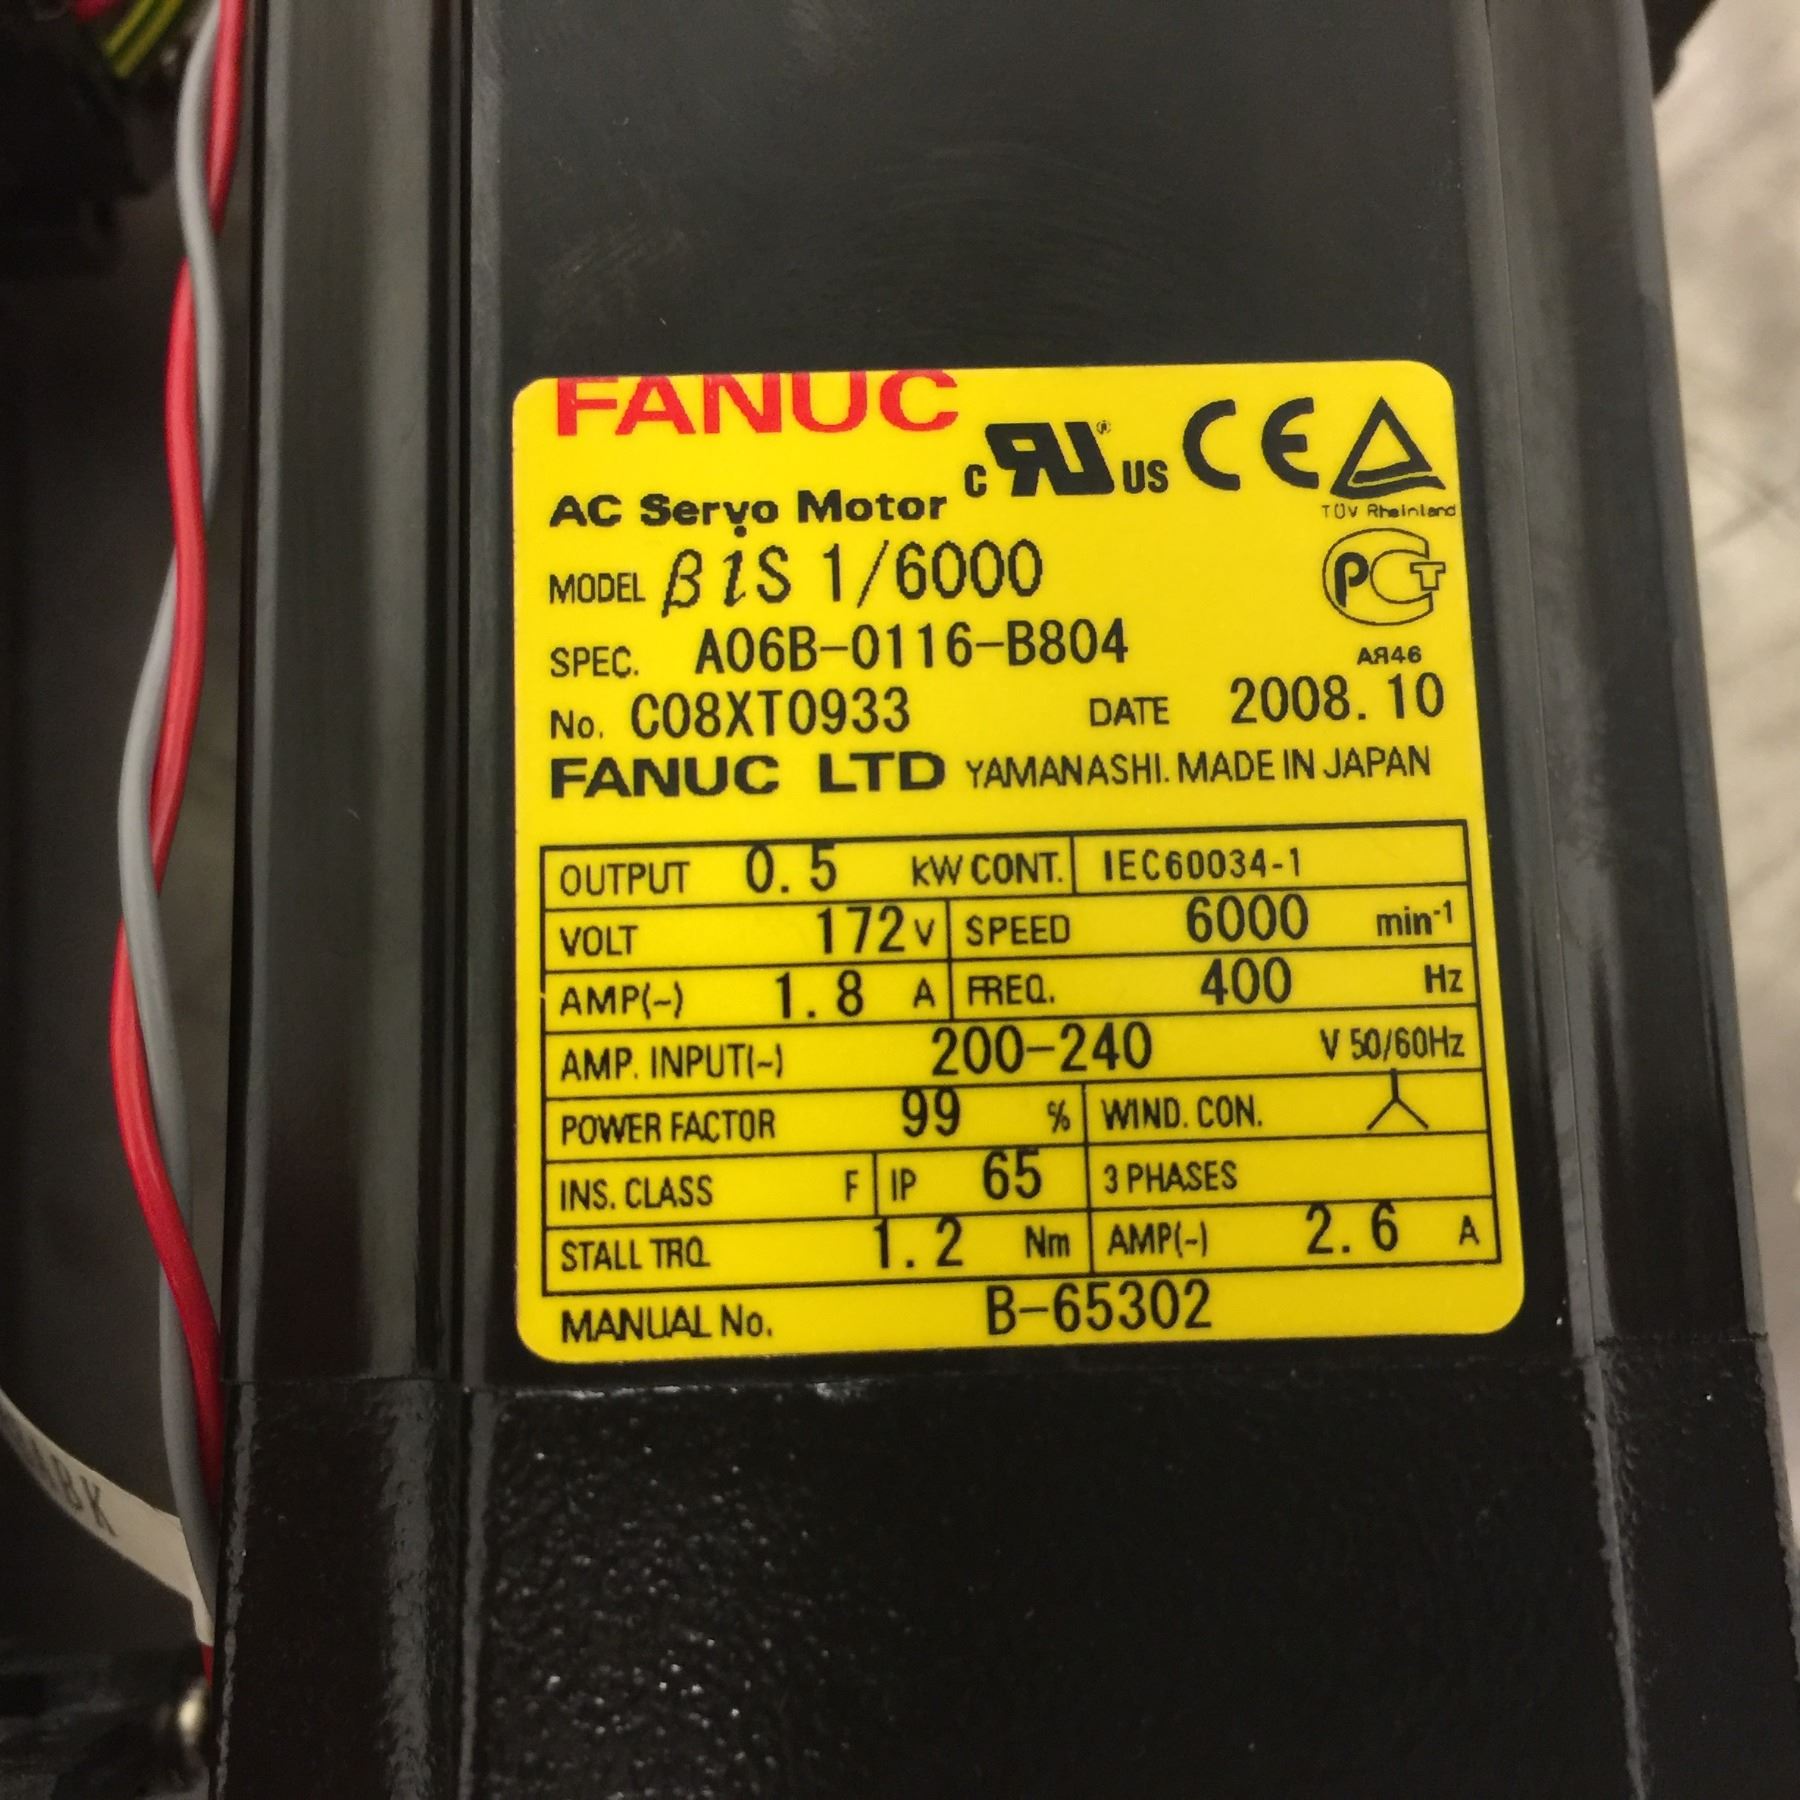 FANUC
c RU ® US CE
TÜV Rheinland
AC Servo Motor
MODEL βiS 1/6000
PCT
SPEC. A06B-0116-B804
AЯ46
No. C08XT0933 DATE 2008.10
FANUC LTD YAMANASHI. MADE IN JAPAN
OUTPUT 0.5 kW CONT. IEC60034-1
VOLT 172 V SPEED 6000 min-1
AMP(~) 1.8 A FREQ. 400 Hz
AMP. INPUT(~) 200-240 V 50/60Hz
POWER FACTOR 99 % WIND. CON.
INS. CLASS F IP 65 3 PHASES
STALL TRQ. 1.2 Nm AMP(~) 2.6 A
MANUAL No. B-65302